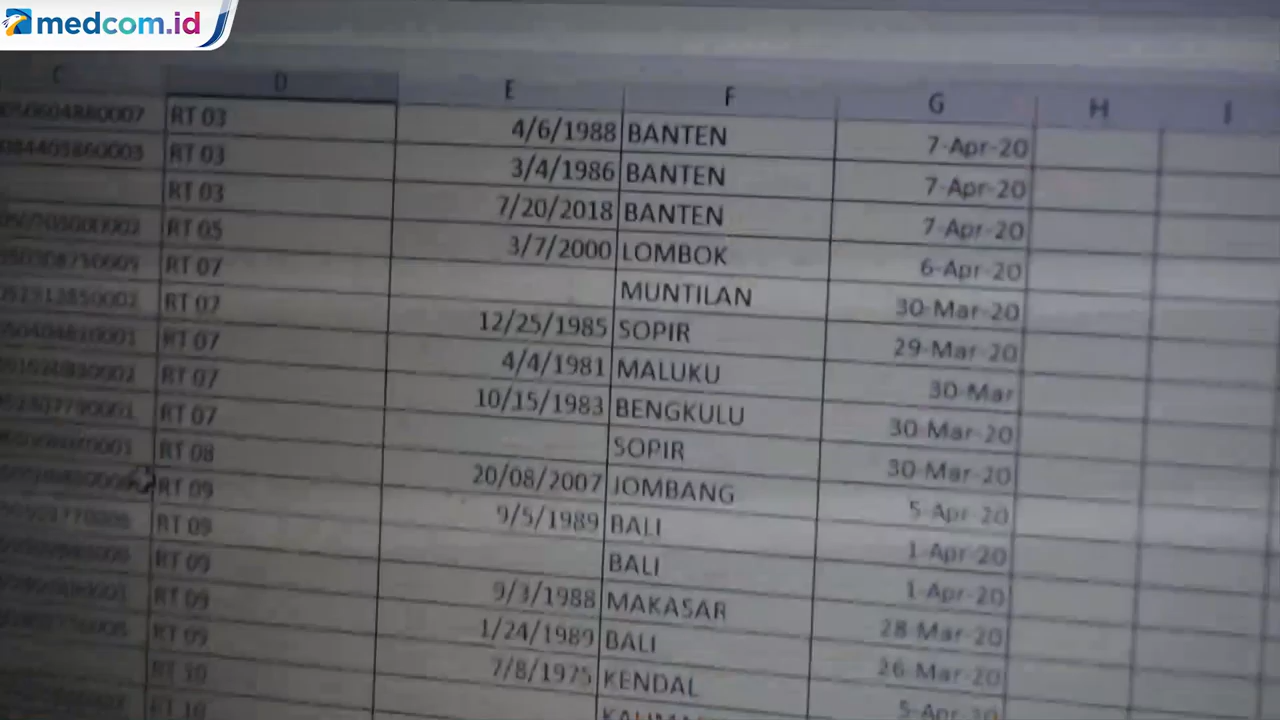 medcom.id
C D E F G H I
RT 03 4/6/1988 BANTEN 7-Apr-20
RT 03 3/4/1986 BANTEN 7-Apr-20
RT 03 7/20/2018 BANTEN 7-Apr-20
RT 05 3/7/2000 LOMBOK 6-Apr-20
RT 07 MUNTILAN 30-Mar-20
RT 07 12/25/1985 SOPIR 29-Mar-20
RT 07 4/4/1981 MALUKU 30-Mar
RT 07 10/15/1983 BENGKULU 30-Mar-20
RT 07 SOPIR 30-Mar-20
RT 08 20/08/2007 JOMBANG 5-Apr-20
RT 09 9/5/1989 BALI 1-Apr-20
RT 09 BALI 1-Apr-20
RT 09 9/3/1988 MAKASAR 28-Mar-20
RT 09 1/24/1989 BALI 26-Mar-20
RT 09 7/8/1975 KENDAL 5-Apr-20
RT 10
RT 10